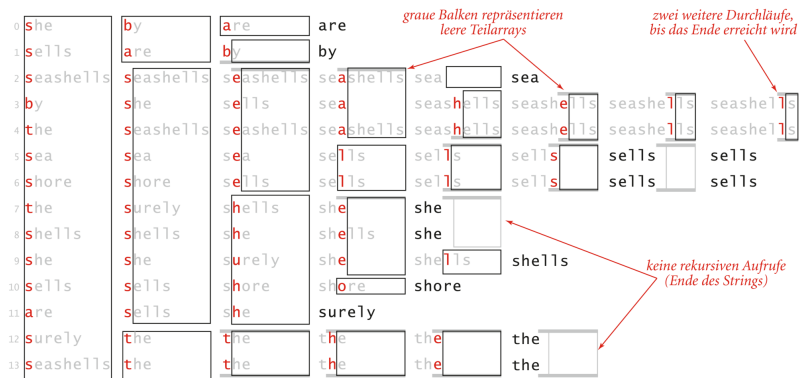 graue Balken repräsentieren
leere Teilarrays
zwei weitere Durchläufe,
bis das Ende erreicht wird
0 she by are are
1 sells are by by
2 seashells seashells seashells seashells sea sea
3 by she sells sea seashells seashells seashells seashells
4 the seashells seashells seashells seashells seashells seashells seashells
5 sea sea sea sells sells sells sells sells
6 shore shore sells sells sells sells sells sells
7 the surely shells she she
8 shells shells she shells she
9 she she surely she shells shells
10 sells sells shore shore shore
11 are sells she surely
12 surely the the the the the
13 seashells the the the the the
keine rekursiven Aufrufe
(Ende des Strings)